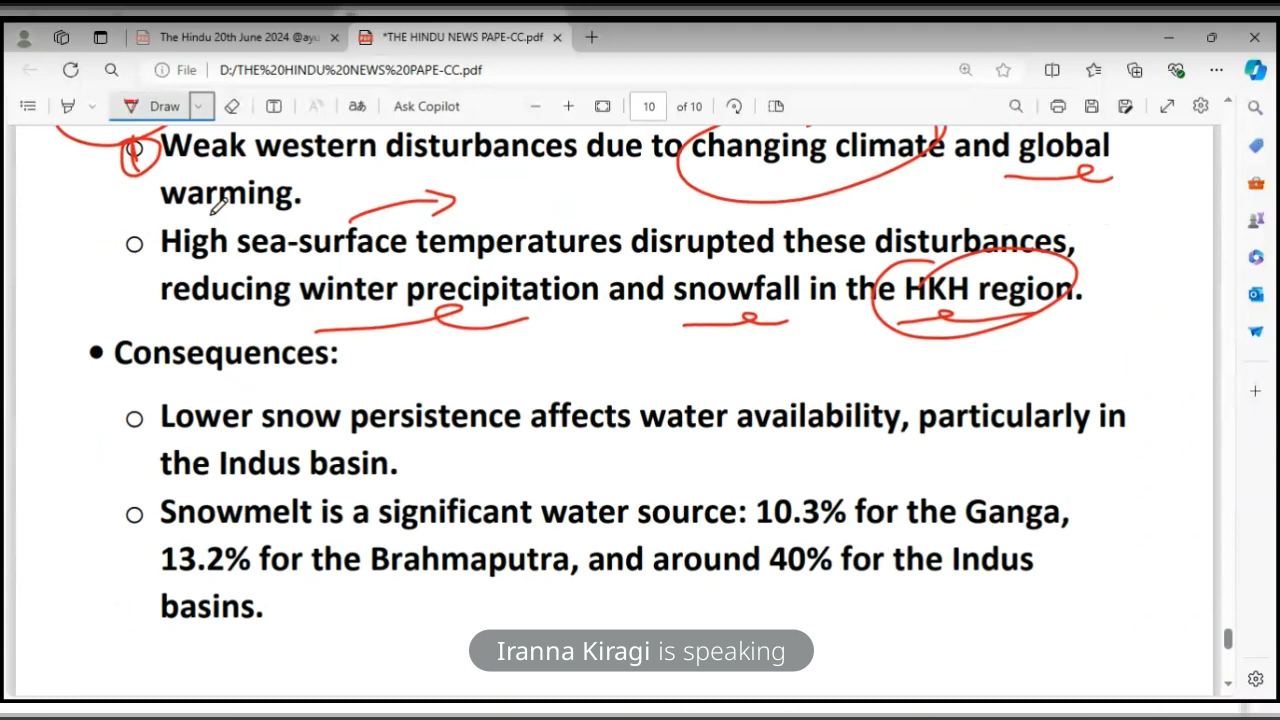 The Hindu 20th June 2024 @ayu
*THE HINDU NEWS PAPE-CC.pdf
File D:/THE%20HINDU%20NEWS%20PAPE-CC.pdf
Draw aあ Ask Copilot 10 of 10
Weak western disturbances due to changing climate and global
warming.
High sea-surface temperatures disrupted these disturbances,
reducing winter precipitation and snowfall in the HKH region.
• Consequences:
Lower snow persistence affects water availability, particularly in
the Indus basin.
Snowmelt is a significant water source: 10.3% for the Ganga,
13.2% for the Brahmaputra, and around 40% for the Indus
basins.
Iranna Kiragi is speaking